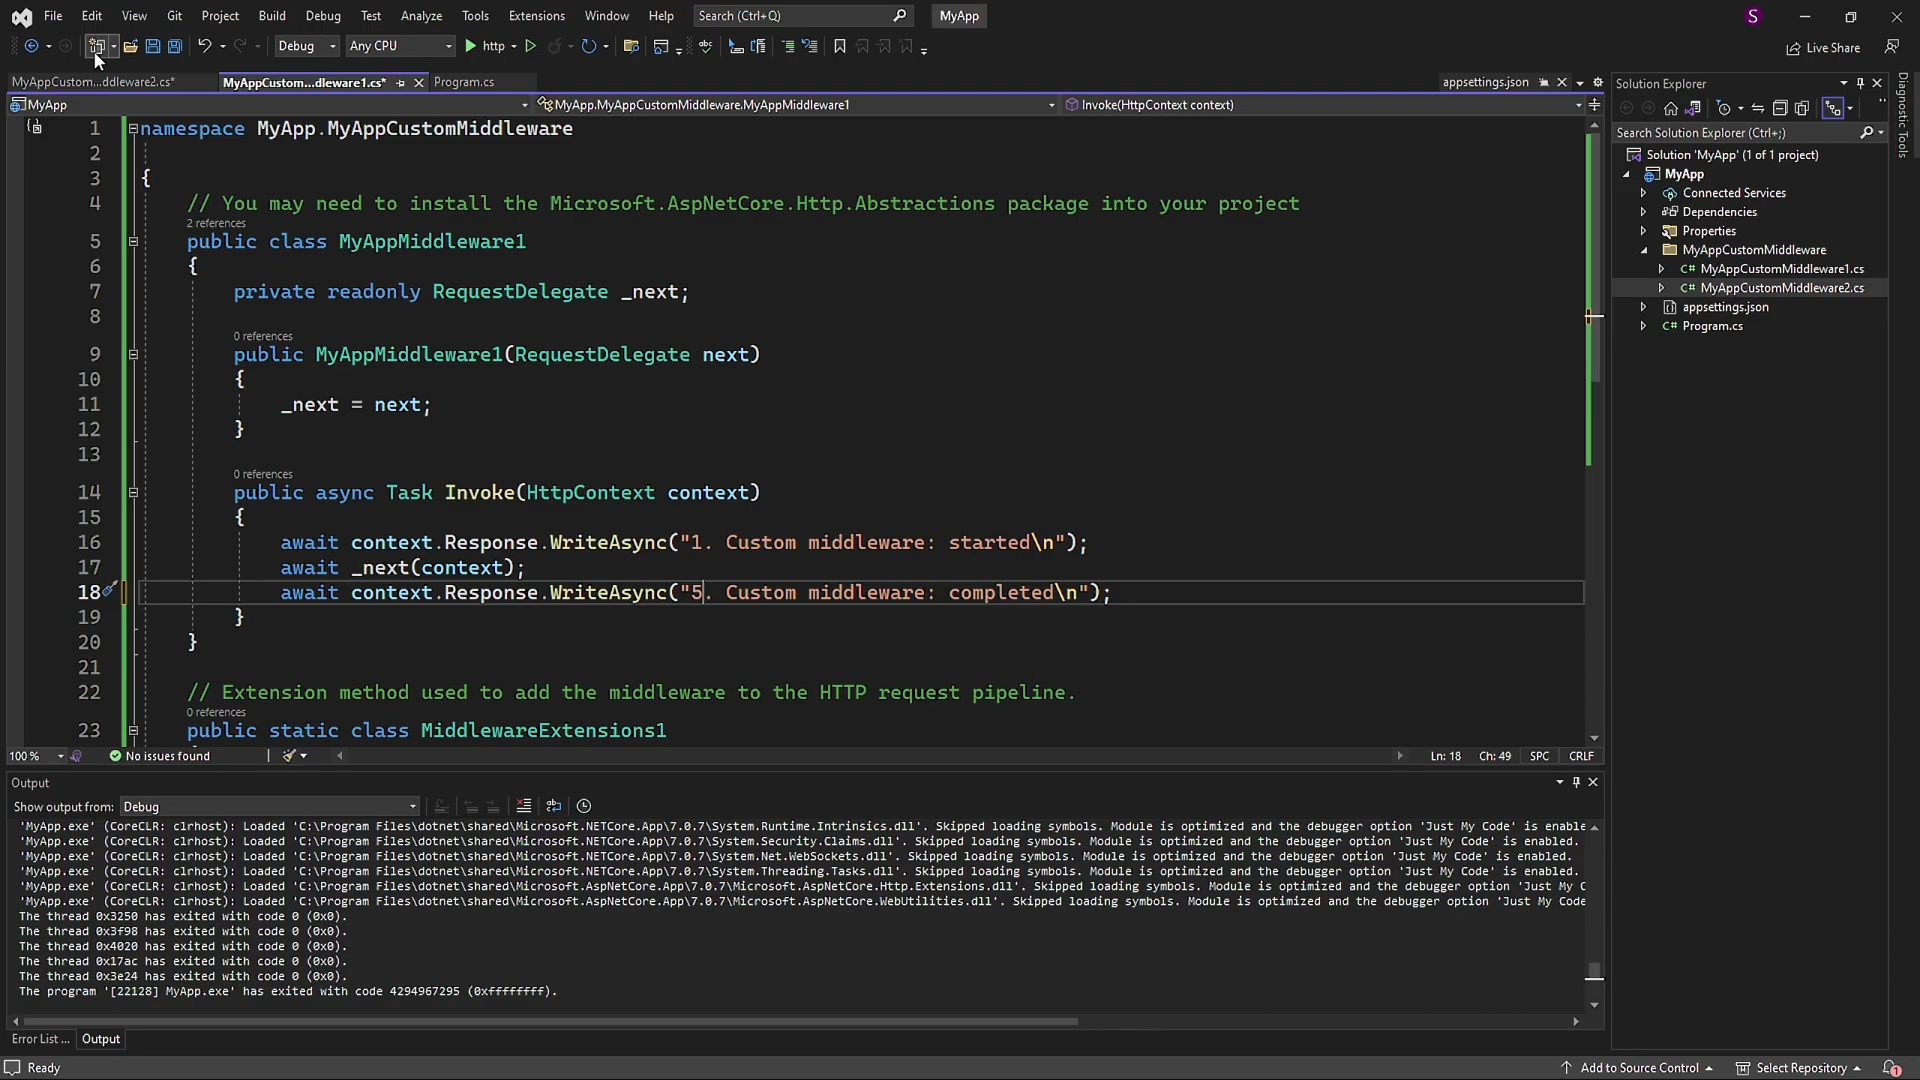 File Edit View Git Project Build Debug Test Analyze Tools Extensions Window Help Search (Ctrl+Q) MyApp S
Debug Any CPU http Live Share
MyAppCustom...ddleware2.cs* MyAppCustom...dleware1.cs* Program.cs appsettings.json
MyApp MyApp.MyAppCustomMiddleware.MyAppMiddleware1 Invoke(HttpContext context)
1 namespace MyApp.MyAppCustomMiddleware
2
3 {
4 // You may need to install the Microsoft.AspNetCore.Http.Abstractions package into your project
2 references
5 public class MyAppMiddleware1
6 {
7 private readonly RequestDelegate _next;
8
0 references
9 public MyAppMiddleware1(RequestDelegate next)
10 {
11 _next = next;
12 }
13
0 references
14 public async Task Invoke(HttpContext context)
15 {
16 await context.Response.WriteAsync("1. Custom middleware: started\n");
17 await _next(context);
18 await context.Response.WriteAsync("5. Custom middleware: completed\n");
19 }
20 }
21
22 // Extension method used to add the middleware to the HTTP request pipeline.
0 references
23 public static class MiddlewareExtensions1
100 % No issues found Ln: 18 Ch: 49 SPC CRLF
Output
Show output from: Debug
'MyApp.exe' (CoreCLR: clrhost): Loaded 'C:\Program Files\dotnet\shared\Microsoft.NETCore.App\7.0.7\System.Runtime.Intrinsics.dll'. Skipped loading symbols. Module is optimized and the debugger option 'Just My Code' is enable
'MyApp.exe' (CoreCLR: clrhost): Loaded 'C:\Program Files\dotnet\shared\Microsoft.NETCore.App\7.0.7\System.Security.Claims.dll'. Skipped loading symbols. Module is optimized and the debugger option 'Just My Code' is enabled.
'MyApp.exe' (CoreCLR: clrhost): Loaded 'C:\Program Files\dotnet\shared\Microsoft.NETCore.App\7.0.7\System.Net.WebSockets.dll'. Skipped loading symbols. Module is optimized and the debugger option 'Just My Code' is enabled.
'MyApp.exe' (CoreCLR: clrhost): Loaded 'C:\Program Files\dotnet\shared\Microsoft.NETCore.App\7.0.7\System.Threading.Tasks.dll'. Skipped loading symbols. Module is optimized and the debugger option 'Just My Code' is enabled.
'MyApp.exe' (CoreCLR: clrhost): Loaded 'C:\Program Files\dotnet\shared\Microsoft.AspNetCore.App\7.0.7\Microsoft.AspNetCore.Http.Extensions.dll'. Skipped loading symbols. Module is optimized and the debugger option 'Just My C
'MyApp.exe' (CoreCLR: clrhost): Loaded 'C:\Program Files\dotnet\shared\Microsoft.AspNetCore.App\7.0.7\Microsoft.AspNetCore.WebUtilities.dll'. Skipped loading symbols. Module is optimized and the debugger option 'Just My Code
The thread 0x3250 has exited with code 0 (0x0).
The thread 0x3f98 has exited with code 0 (0x0).
The thread 0x4020 has exited with code 0 (0x0).
The thread 0x17ac has exited with code 0 (0x0).
The thread 0x3e24 has exited with code 0 (0x0).
The program '[22128] MyApp.exe' has exited with code 4294967295 (0xffffffff).
Error List ... Output
Solution Explorer
Search Solution Explorer (Ctrl+;)
Solution 'MyApp' (1 of 1 project)
MyApp
Connected Services
Dependencies
Properties
MyAppCustomMiddleware
C# MyAppCustomMiddleware1.cs
C# MyAppCustomMiddleware2.cs
appsettings.json
C# Program.cs
Diagnostic Tools
Ready Add to Source Control Select Repository 1